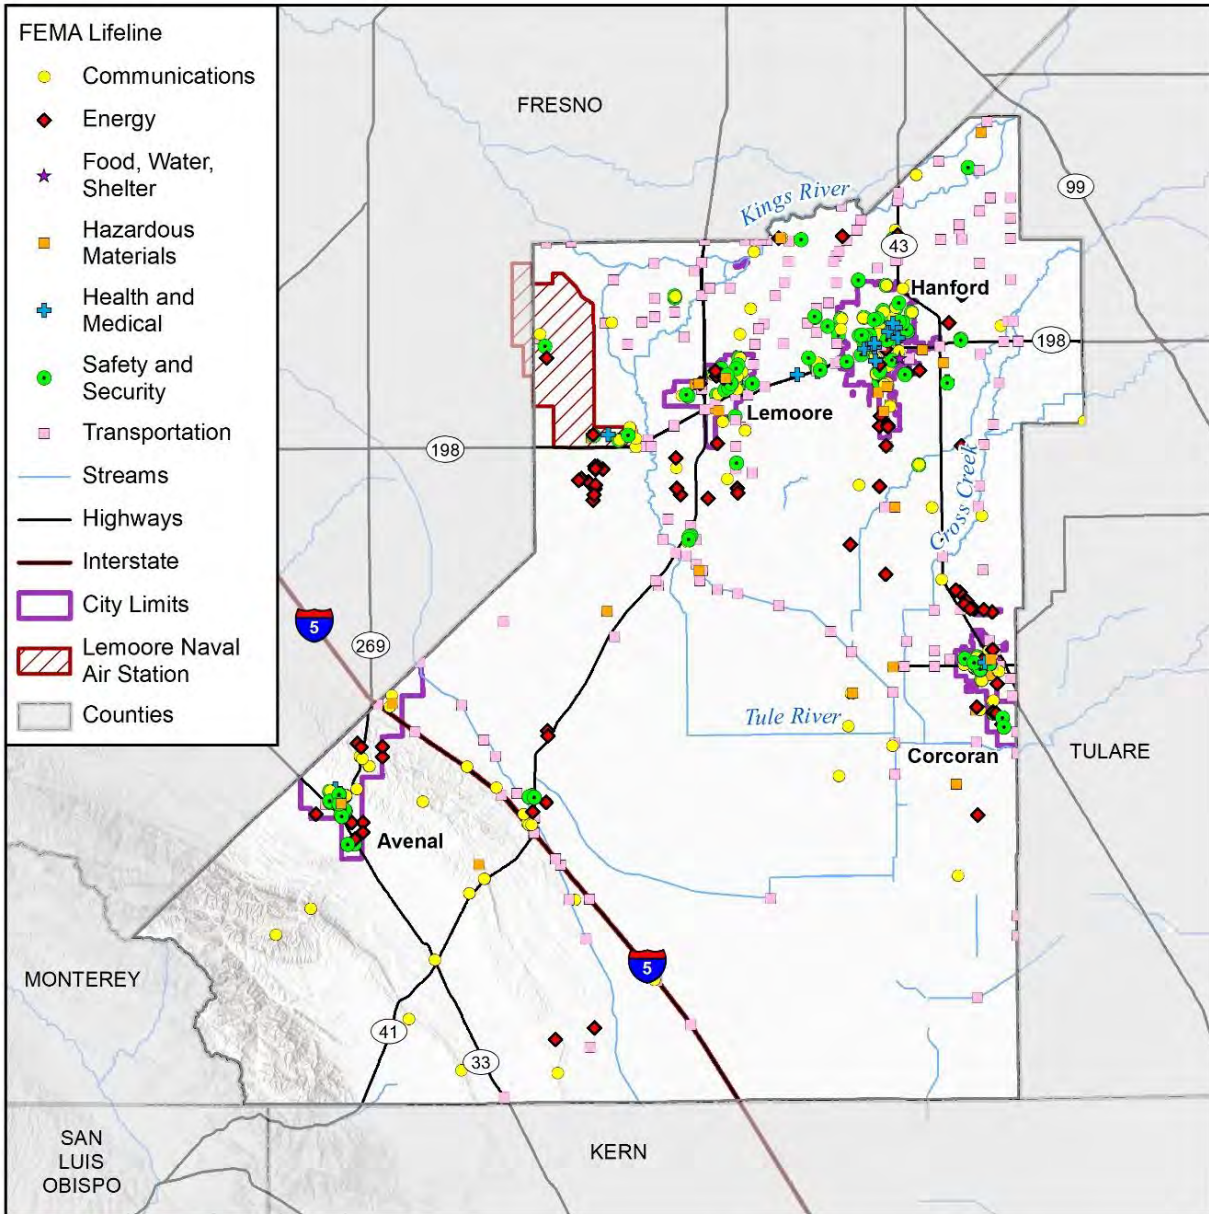 FEMA Lifeline
Communications
Energy
Food, Water,
Shelter
Hazardous
Materials
Health and
Medical
Safety and
Security
Transportation
Streams
Highways
Interstate
City Limits
Lemoore Naval
Air Station
Counties
FRESNO
Kings River
99
43
Hanford
198
Lemoore
198
Cross Creek
5
269
Tule River
Corcoran
TULARE
Avenal
5
MONTEREY
41
33
SAN
LUIS
OBISPO
KERN